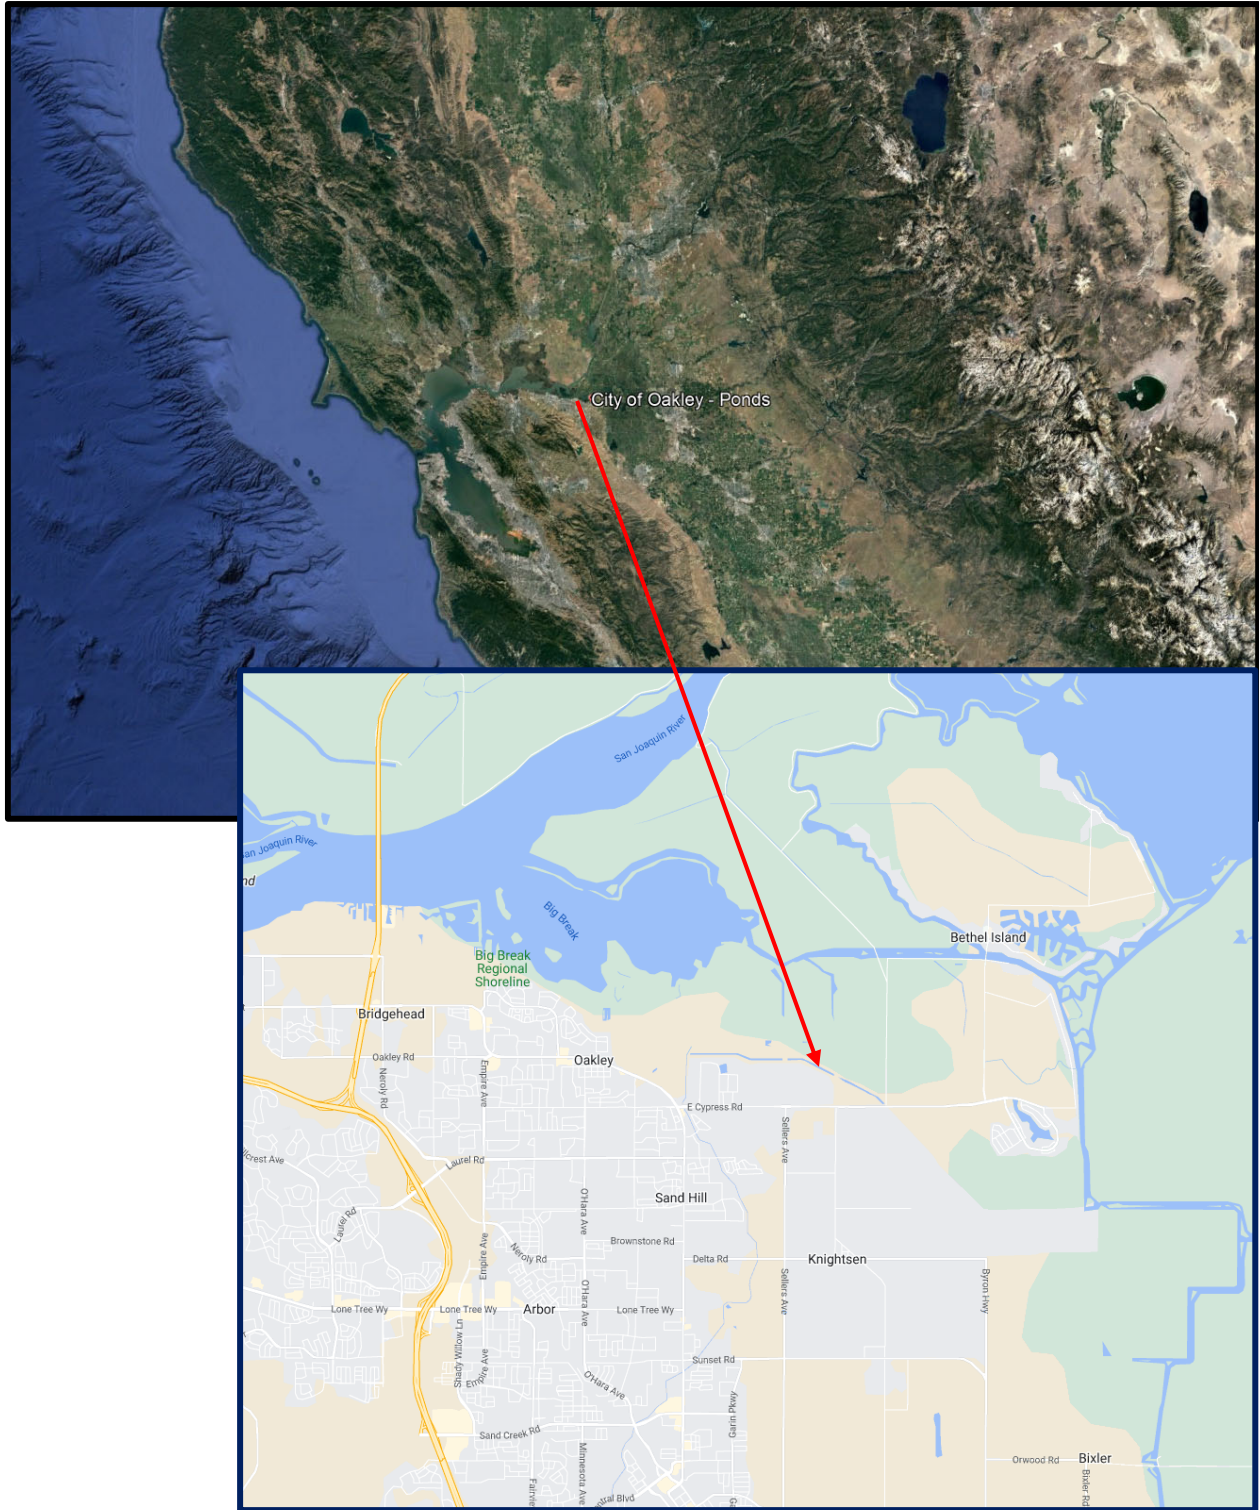 City of Oakley - Ponds
San Joaquin River
San Joaquin River
Big Break
Bethel Island
Big Break
Regional
Shoreline
Bridgehead
Oakley Rd
Oakley
Neroly Rd
Empire Ave
E Cypress Rd
Sellers Ave
Laurel Rd
Sand Hill
Laurel Rd
O'Hara Ave
Brownstone Rd
Neroly Rd
Empire Ave
Delta Rd
Knightsen
Sellers Ave
Byron Hwy
O'Hara Ave
Lone Tree Wy
Lone Tree Wy
Arbor
Lone Tree Wy
Shady Willow Ln
Empire Ave
Sunset Rd
O'Hara Ave
Garin Pkwy
Sand Creek Rd
Minnesota Ave
Orwood Rd
Bixler
Bixler Rd